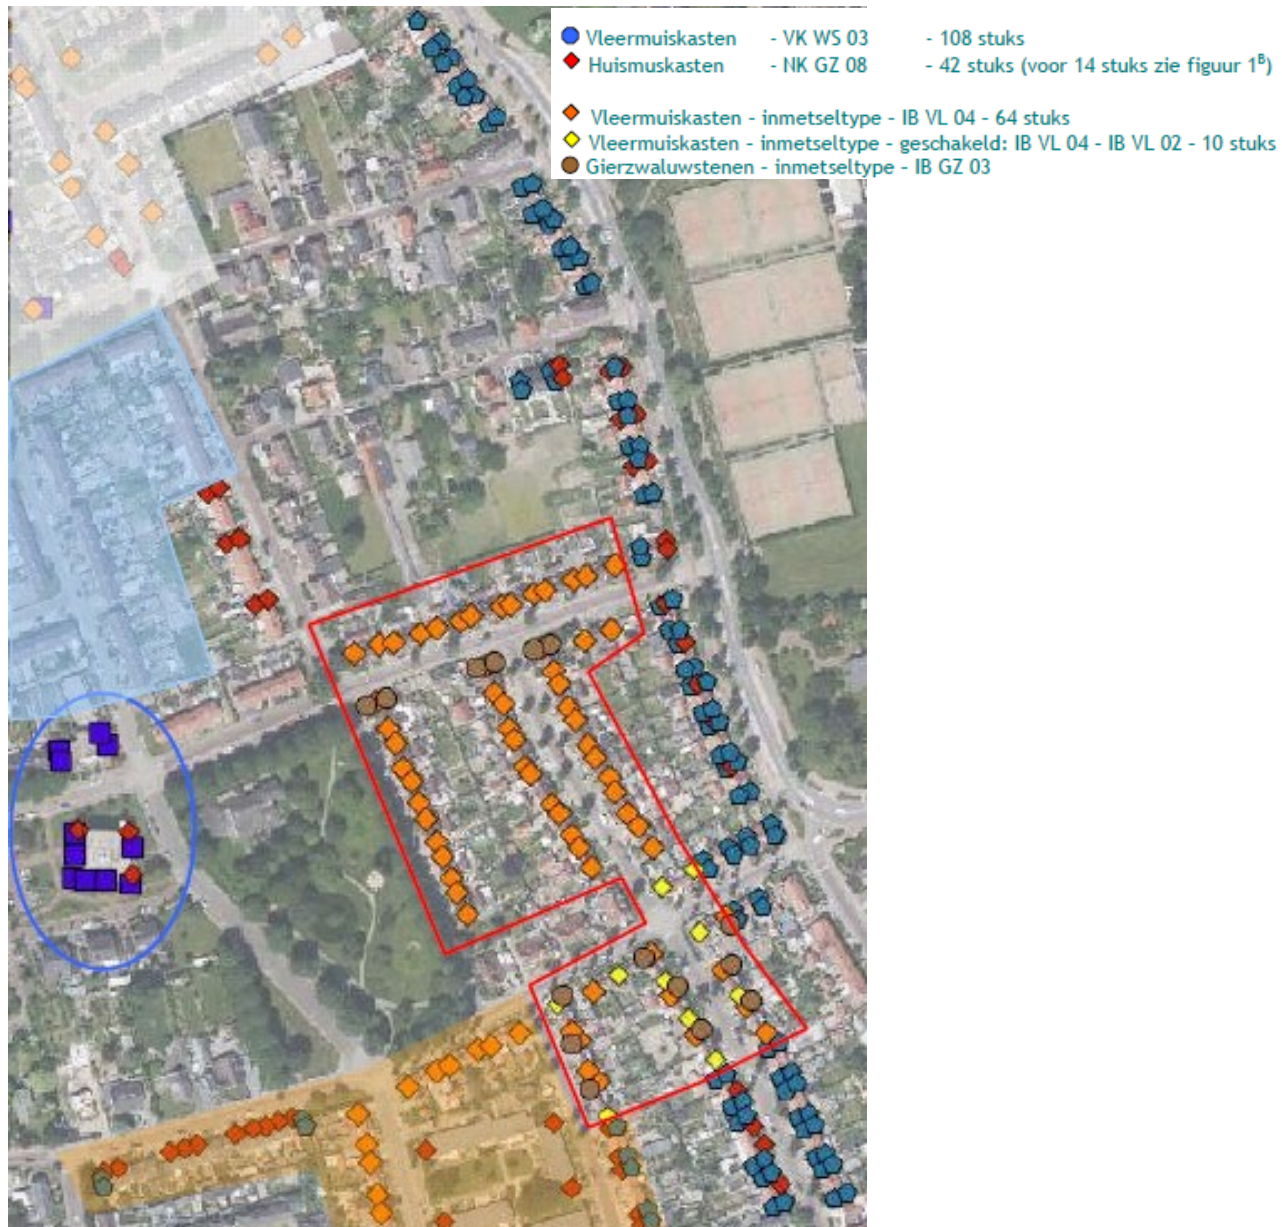 Vleermuiskasten - VK WS 03 - 108 stuks
Huismuskasten - NK GZ 08 - 42 stuks (voor 14 stuks zie figuur 1ᴮ)
Vleermuiskasten - inmetseltype - IB VL 04 - 64 stuks
Vleermuiskasten - inmetseltype - geschakeld: IB VL 04 - IB VL 02 - 10 stuks
Gierzwaluwstenen - inmetseltype - IB GZ 03